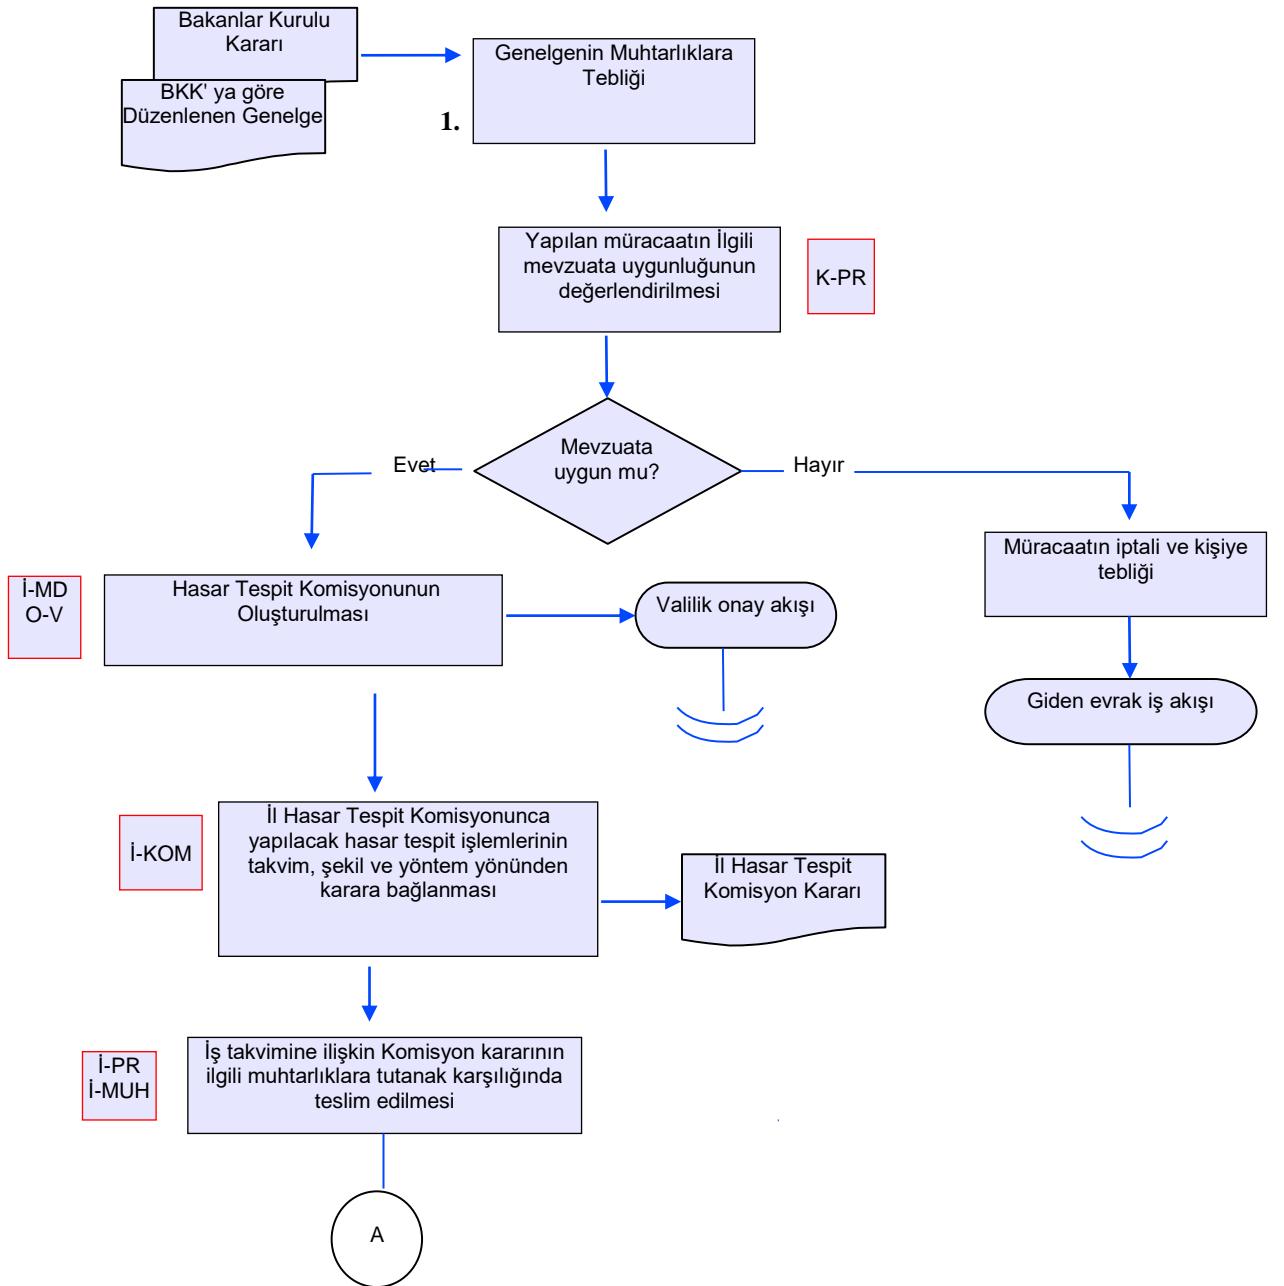 Bakanlar Kurulu
Kararı
BKK' ya göre
Düzenlenen Genelge
1.
Genelgenin Muhtarlıklara
Tebliği
Yapılan müracaatın İlgili
mevzuata uygunluğunun
değerlendirilmesi
K-PR
Mevzuata
uygun mu?
Evet
Hayır
Müracaatın iptali ve kişiye
tebliği
İ-MD
O-V
Hasar Tespit Komisyonunun
Oluşturulması
Valilik onay akışı
Giden evrak iş akışı
İ-KOM
İl Hasar Tespit Komisyonunca
yapılacak hasar tespit işlemlerinin
takvim, şekil ve yöntem yönünden
karara bağlanması
İl Hasar Tespit
Komisyon Kararı
İ-PR
İ-MUH
İş takvimine ilişkin Komisyon kararının
ilgili muhtarlıklara tutanak karşılığında
teslim edilmesi
A